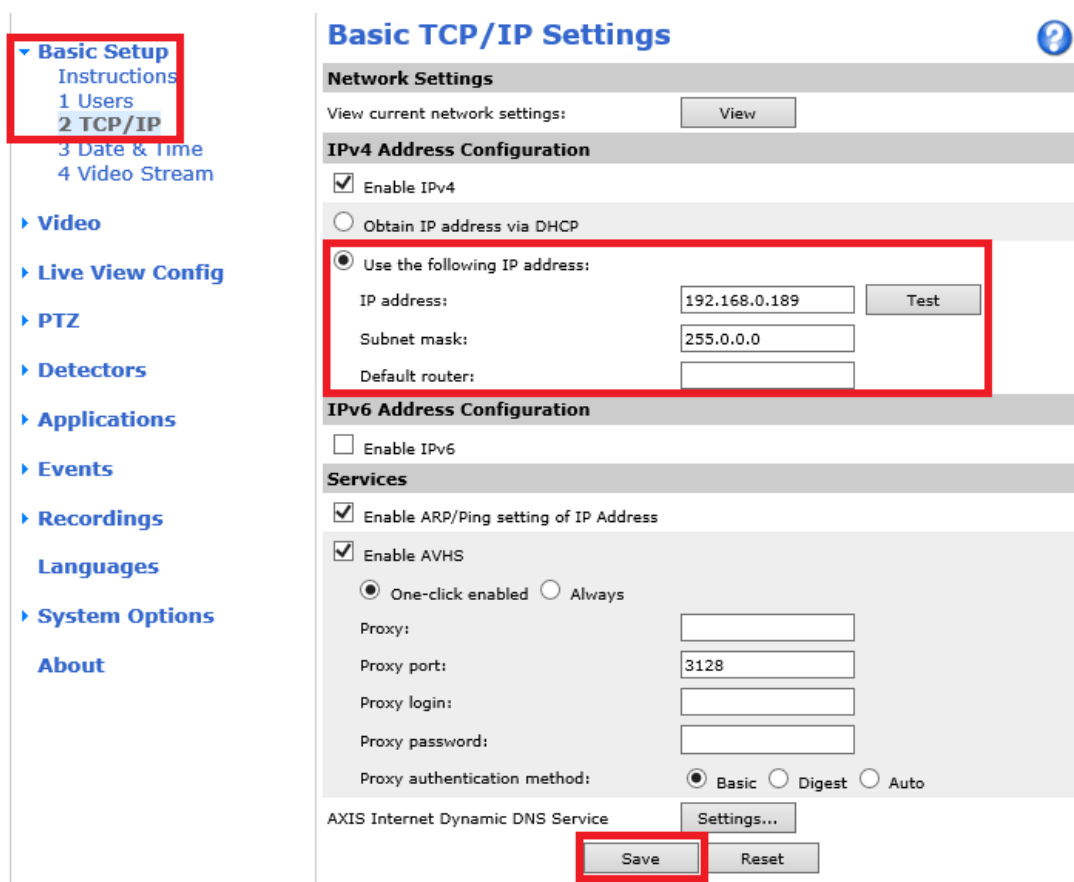 Basic Setup
Instructions
1 Users
2 TCP/IP
3 Date & Time
4 Video Stream
Video
Live View Config
PTZ
Detectors
Applications
Events
Recordings
Languages
System Options
About
Basic TCP/IP Settings
?
Network Settings
View current network settings: View
IPv4 Address Configuration
Enable IPv4
Obtain IP address via DHCP
Use the following IP address:
IP address: 192.168.0.189 Test
Subnet mask: 255.0.0.0
Default router:
IPv6 Address Configuration
Enable IPv6
Services
Enable ARP/Ping setting of IP Address
Enable AVHS
One-click enabled Always
Proxy:
Proxy port: 3128
Proxy login:
Proxy password:
Proxy authentication method: Basic Digest Auto
AXIS Internet Dynamic DNS Service Settings...
Save Reset